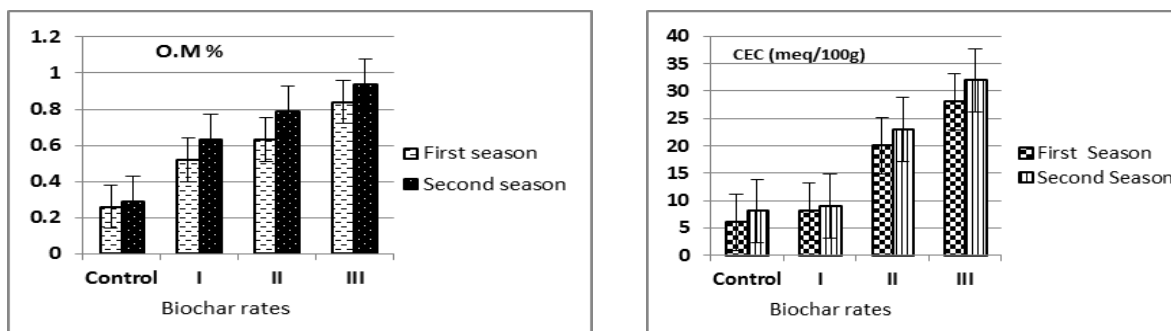 O.M %
1.2
1
0.8
0.6
0.4
0.2
0
Control I II III
Biochar rates
First season
Second season
CEC (meq/100g)
40
35
30
25
20
15
10
5
0
Control I II III
Biochar rates
First Season
Second Season